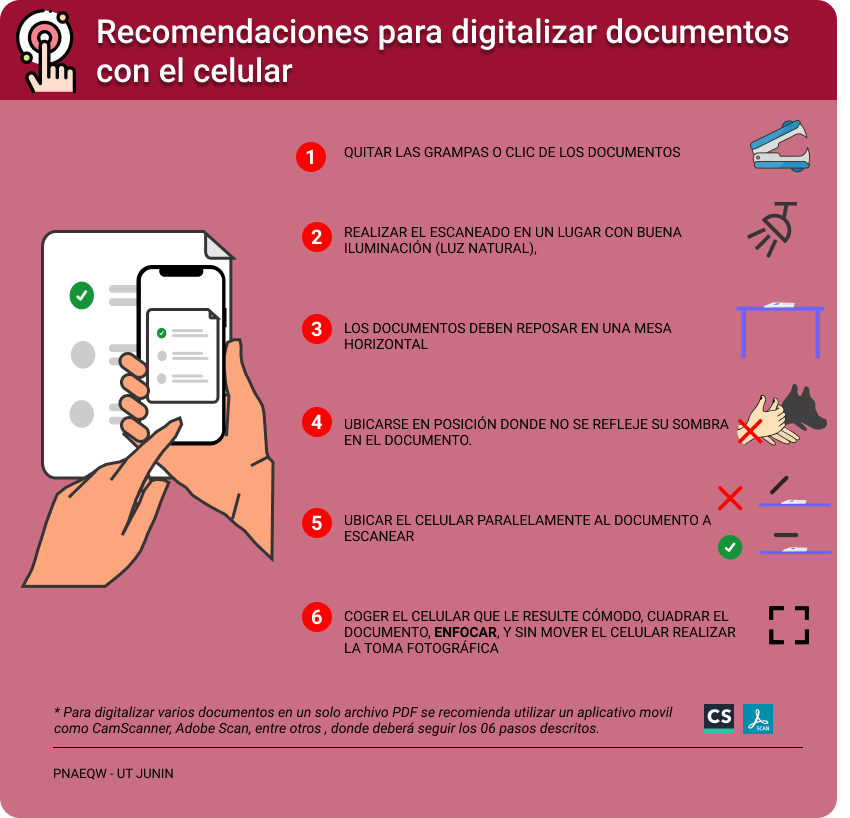 Recomendaciones para digitalizar documentos
con el celular
1
QUITAR LAS GRAMPAS O CLIC DE LOS DOCUMENTOS
2
REALIZAR EL ESCANEADO EN UN LUGAR CON BUENA
ILUMINACIÓN (LUZ NATURAL),
3
LOS DOCUMENTOS DEBEN REPOSAR EN UNA MESA
HORIZONTAL
4
UBICARSE EN POSICIÓN DONDE NO SE REFLEJE SU SOMBRA
EN EL DOCUMENTO.
5
UBICAR EL CELULAR PARALELAMENTE AL DOCUMENTO A
ESCANEAR
6
COGER EL CELULAR QUE LE RESULTE CÓMODO, CUADRAR EL
DOCUMENTO, ENFOCAR, Y SIN MOVER EL CELULAR REALIZAR
LA TOMA FOTOGRÁFICA
* Para digitalizar varios documentos en un solo archivo PDF se recomienda utilizar un aplicativo movil
como CamScanner, Adobe Scan, entre otros , donde deberá seguir los 06 pasos descritos.
CS
SCAN
PNAEQW - UT JUNIN